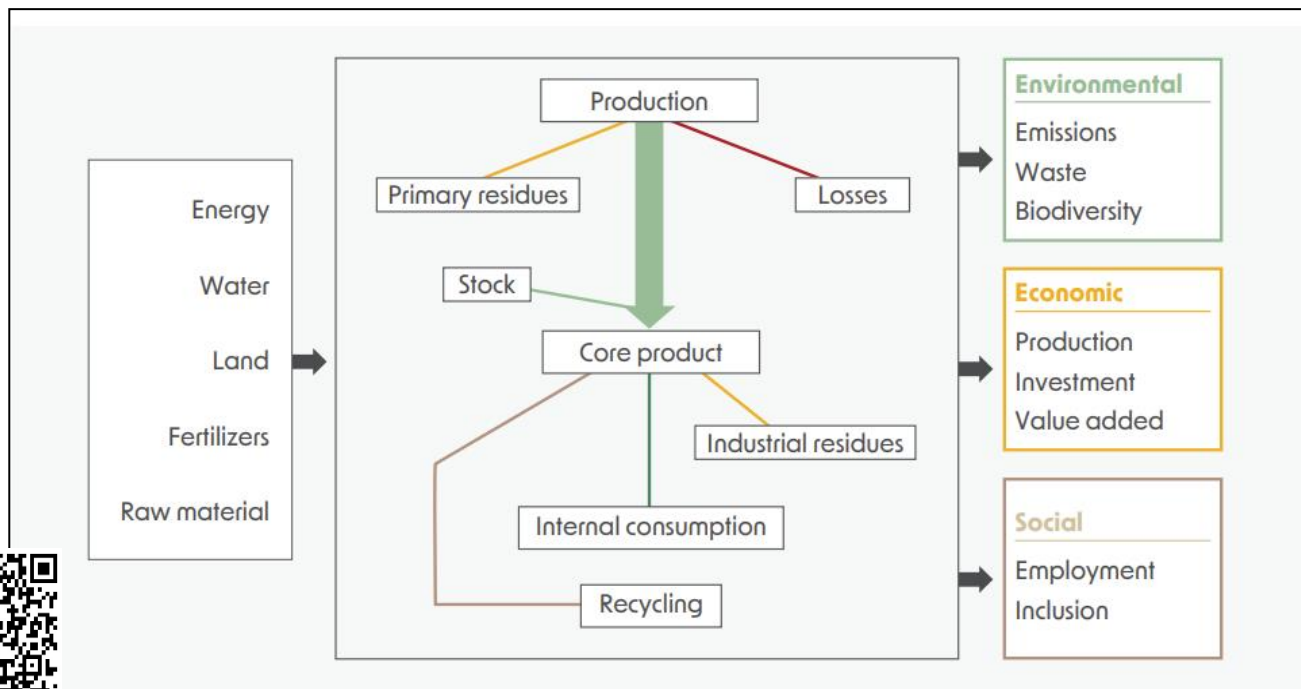 Energy
Water
Land
Fertilizers
Raw material
Production
Primary residues
Losses
Stock
Core product
Industrial residues
Internal consumption
Recycling
Environmental
Emissions
Waste
Biodiversity
Economic
Production
Investment
Value added
Social
Employment
Inclusion